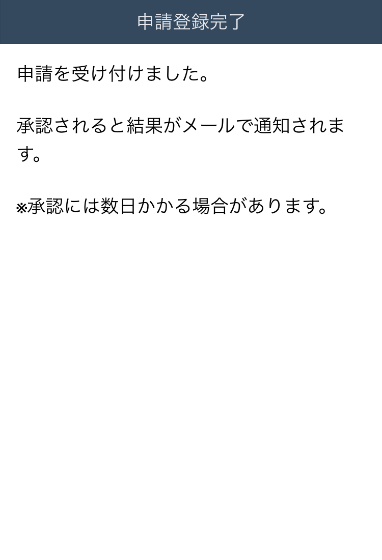 申請登録完了
申請を受け付けました。
承認されると結果がメールで通知されま
す。
※承認には数日かかる場合があります。